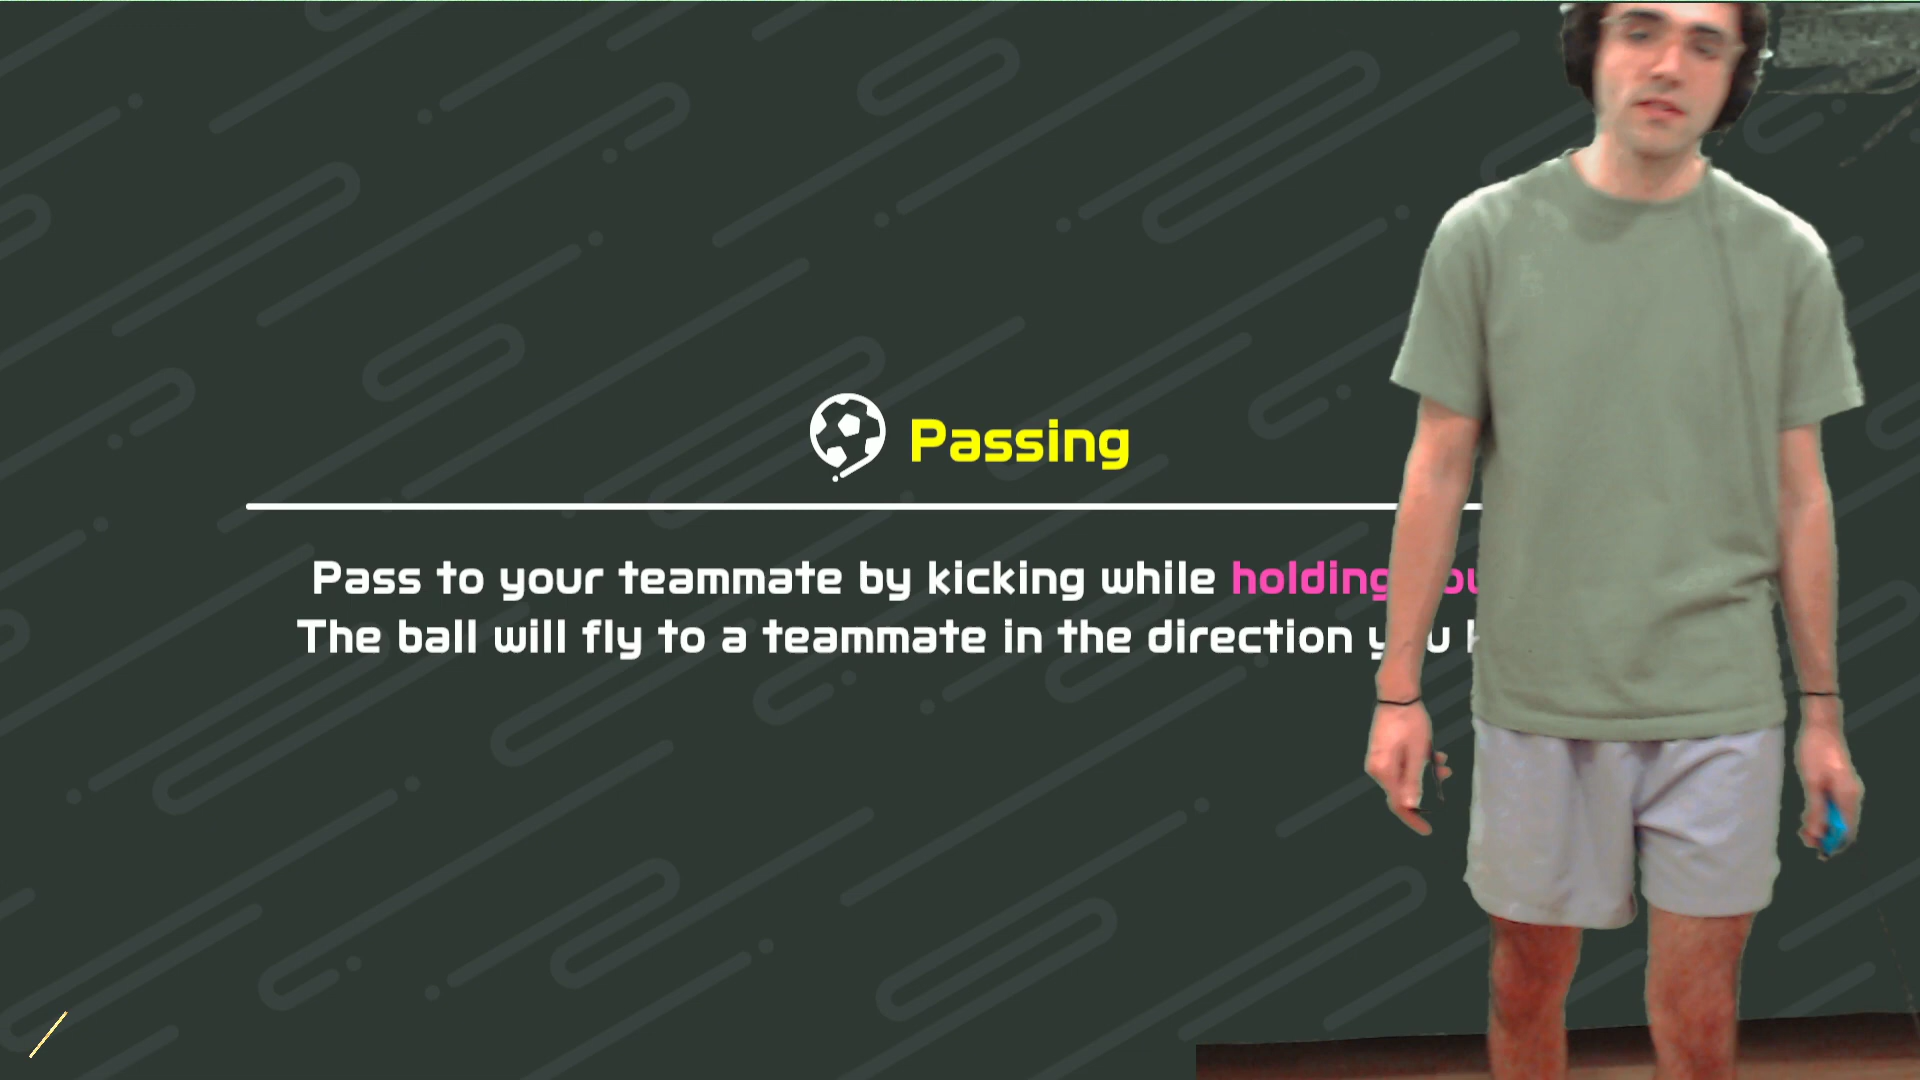 Passing
Pass to your teammate by kicking while holding
The ball will fly to a teammate in the direction